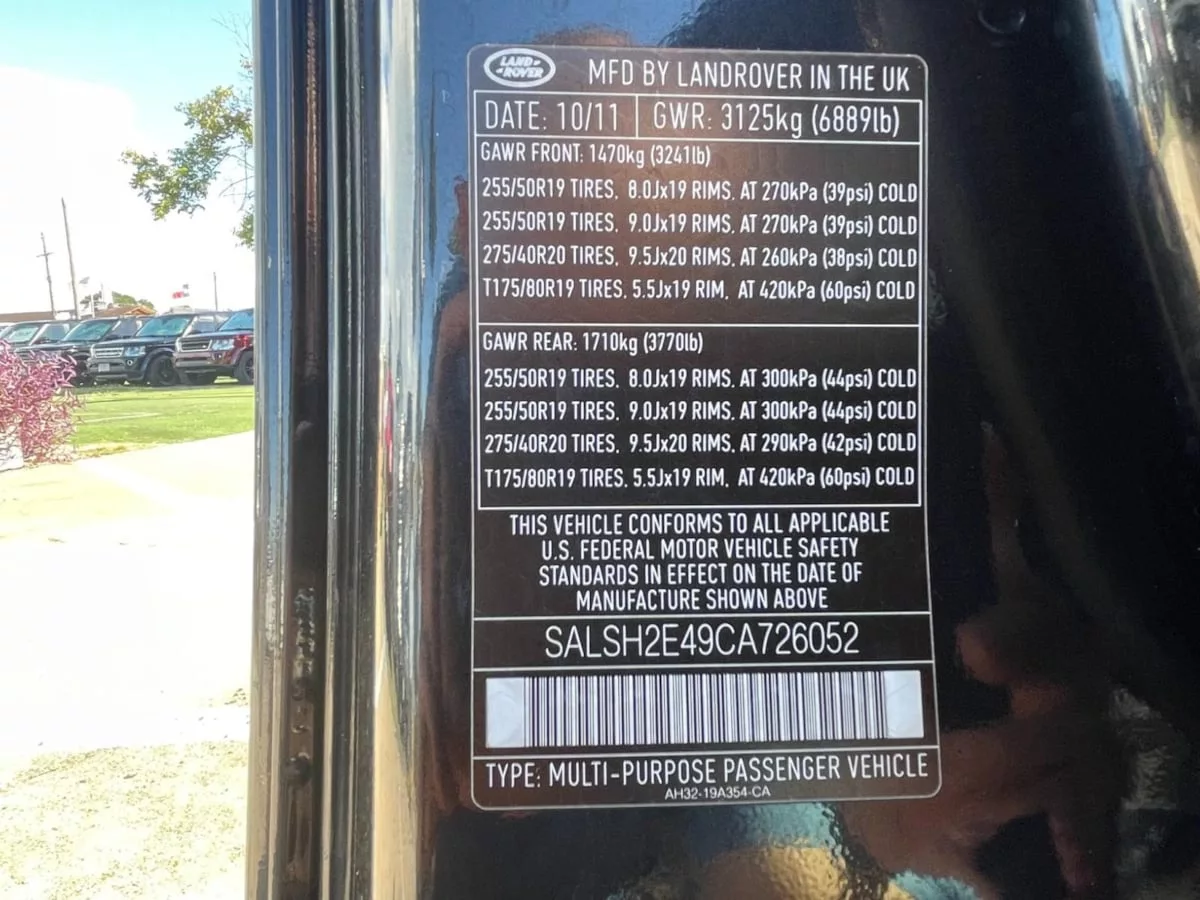 LAND-
-ROVER
MFD BY LANDROVER IN THE UK
DATE: 10/11 GWR: 3125kg (6889lb)
GAWR FRONT: 1470kg (3241lb)
255/50R19 TIRES, 8.0Jx19 RIMS, AT 270kPa (39psi) COLD
255/50R19 TIRES, 9.0Jx19 RIMS, AT 270kPa (39psi) COLD
275/40R20 TIRES, 9.5Jx20 RIMS, AT 260kPa (38psi) COLD
T175/80R19 TIRES, 5.5Jx19 RIM, AT 420kPa (60psi) COLD
GAWR REAR: 1710kg (3770lb)
255/50R19 TIRES, 8.0Jx19 RIMS, AT 300kPa (44psi) COLD
255/50R19 TIRES, 9.0Jx19 RIMS, AT 300kPa (44psi) COLD
275/40R20 TIRES, 9.5Jx20 RIMS, AT 290kPa (42psi) COLD
T175/80R19 TIRES, 5.5Jx19 RIM, AT 420kPa (60psi) COLD
THIS VEHICLE CONFORMS TO ALL APPLICABLE
U.S. FEDERAL MOTOR VEHICLE SAFETY
STANDARDS IN EFFECT ON THE DATE OF
MANUFACTURE SHOWN ABOVE
SALSH2E49CA726052
TYPE: MULTI-PURPOSE PASSENGER VEHICLE
AH32-19A354-CA